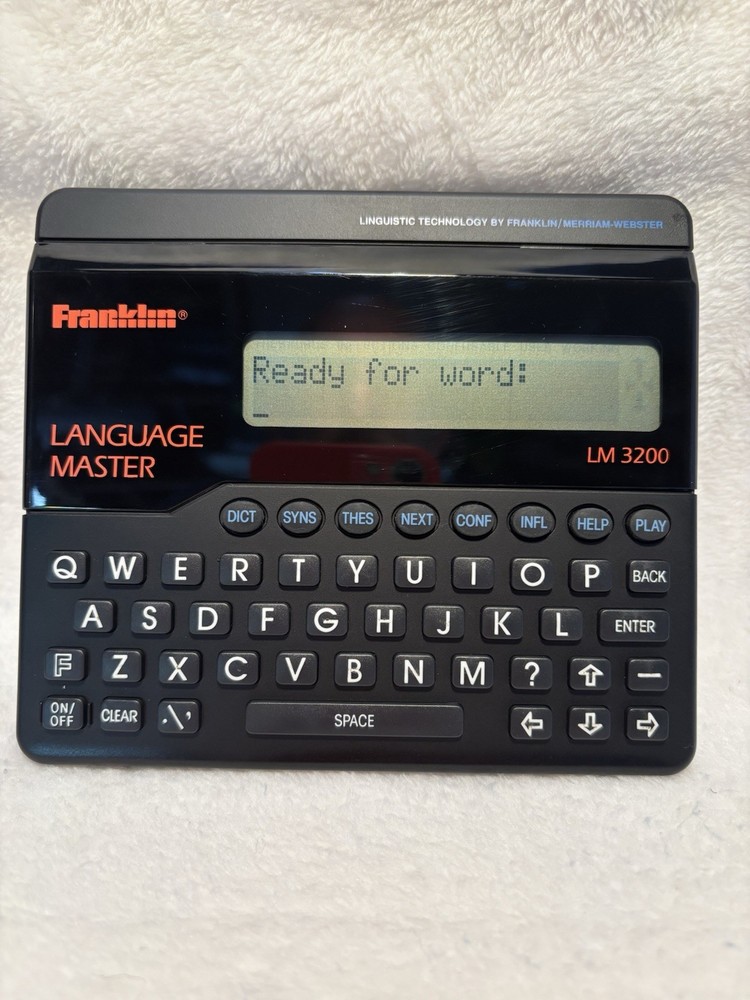 LINGUISTIC TECHNOLOGY BY FRANKLIN/MERRIAM-WEBSTER
Franklin®
Ready for word:
_
LANGUAGE
MASTER
LM 3200
DICT SYNS THES NEXT CONF INFL HELP PLAY
Q W E R T Y U I O P BACK
A S D F G H J K L ENTER
F Z X C V B N M ? ⇧ —
ON/
OFF CLEAR .\' SPACE ⇦ ⇩ ⇨